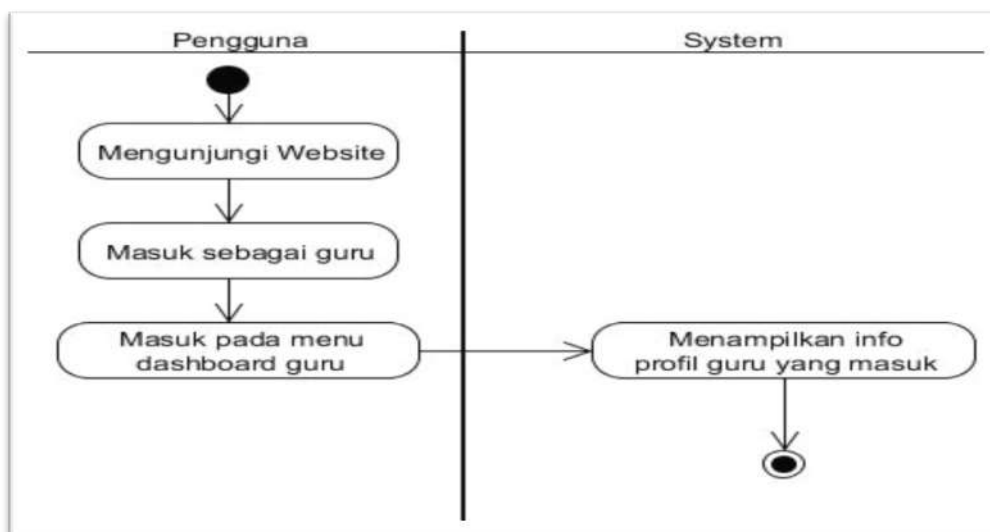 Pengguna
System
Mengunjungi Website
Masuk sebagai guru
Masuk pada menu
dashboard guru
Menampilkan info
profil guru yang masuk